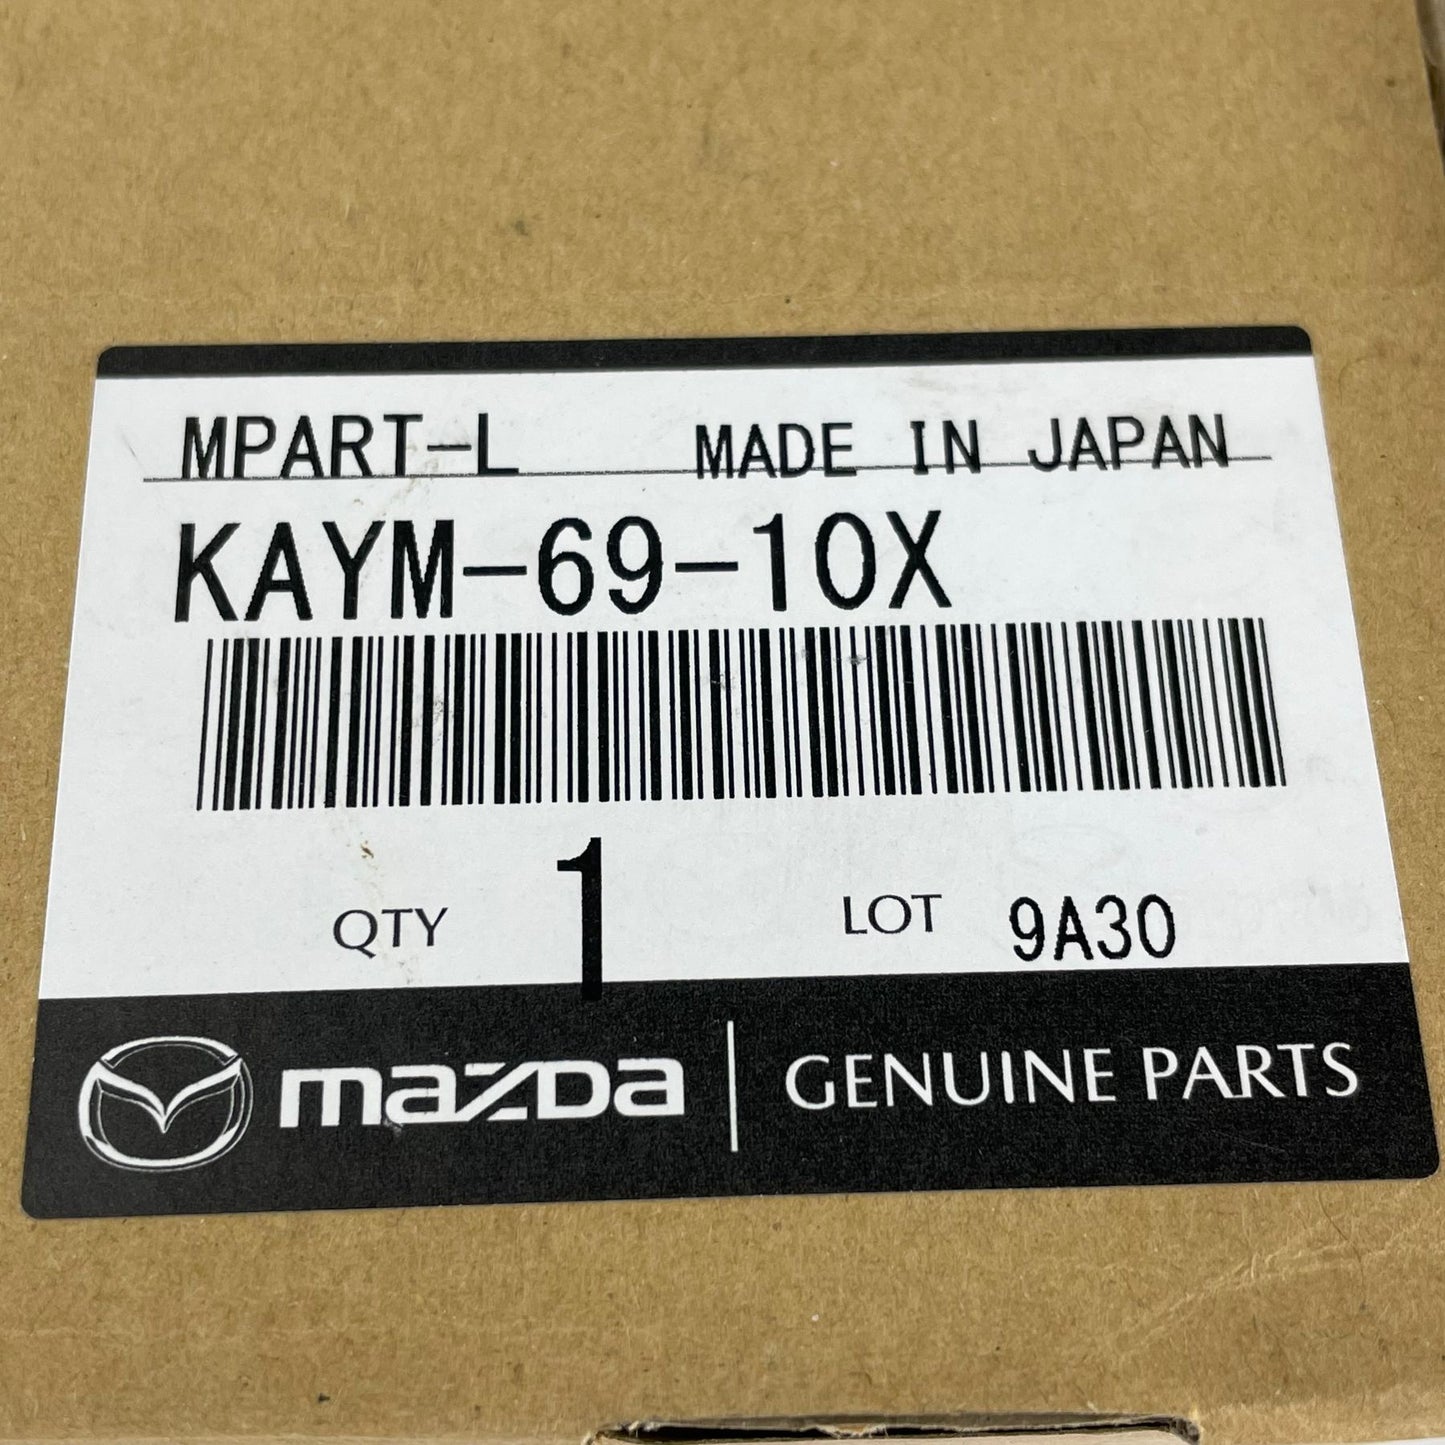 MPART-L MADE IN JAPAN
KAYM-69-10X
QTY 1 LOT 9A30
mazda GENUINE PARTS